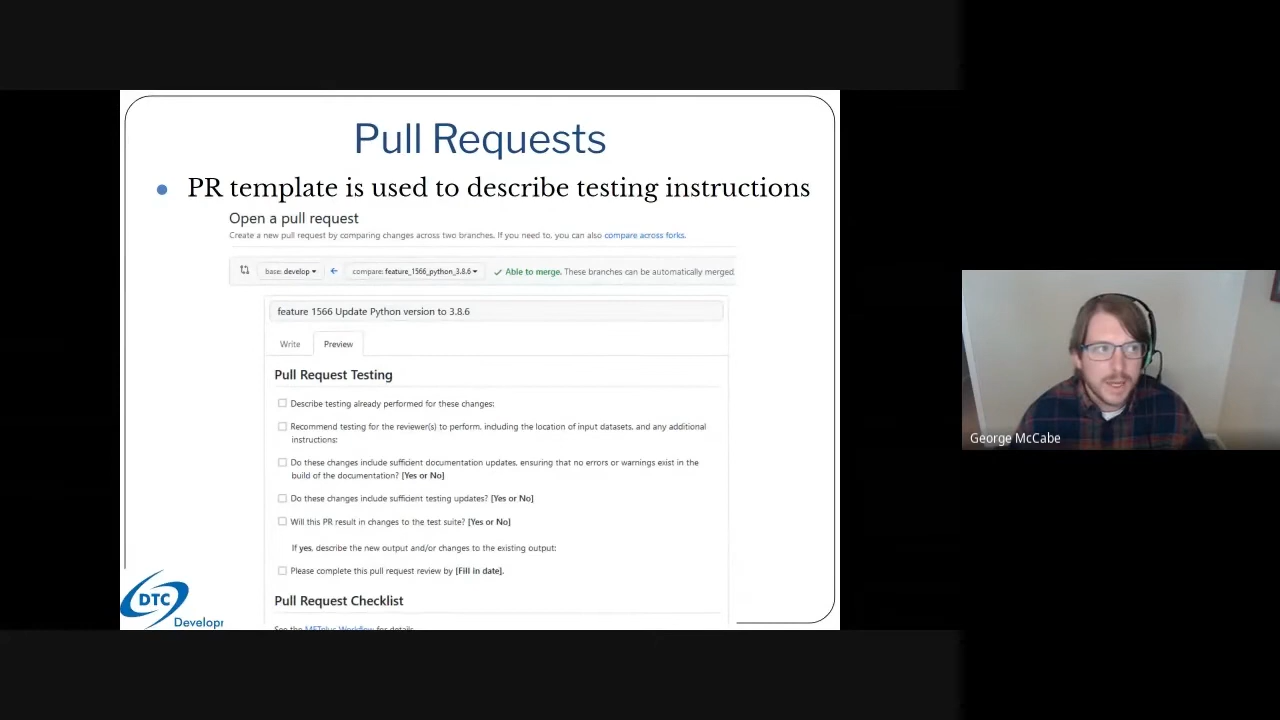 Pull Requests
PR template is used to describe testing instructions
Open a pull request
Create a new pull request by comparing changes across two branches. If you need to, you can also compare across forks.
base: develop
compare: feature_1566_python_3.8.6
Able to merge. These branches can be automatically merged.
feature 1566 Update Python version to 3.8.6
Write
Preview
Pull Request Testing
Describe testing already performed for these changes:
Recommend testing for the reviewer(s) to perform, including the location of input datasets, and any additional
instructions:
Do these changes include sufficient documentation updates, ensuring that no errors or warnings exist in the
build of the documentation? [Yes or No]
Do these changes include sufficient testing updates? [Yes or No]
Will this PR result in changes to the test suite? [Yes or No]
If yes, describe the new output and/or changes to the existing output:
Please complete this pull request review by [Fill in date].
Pull Request Checklist
See the METplus Workflow for details.
DTC
Develop
George McCabe